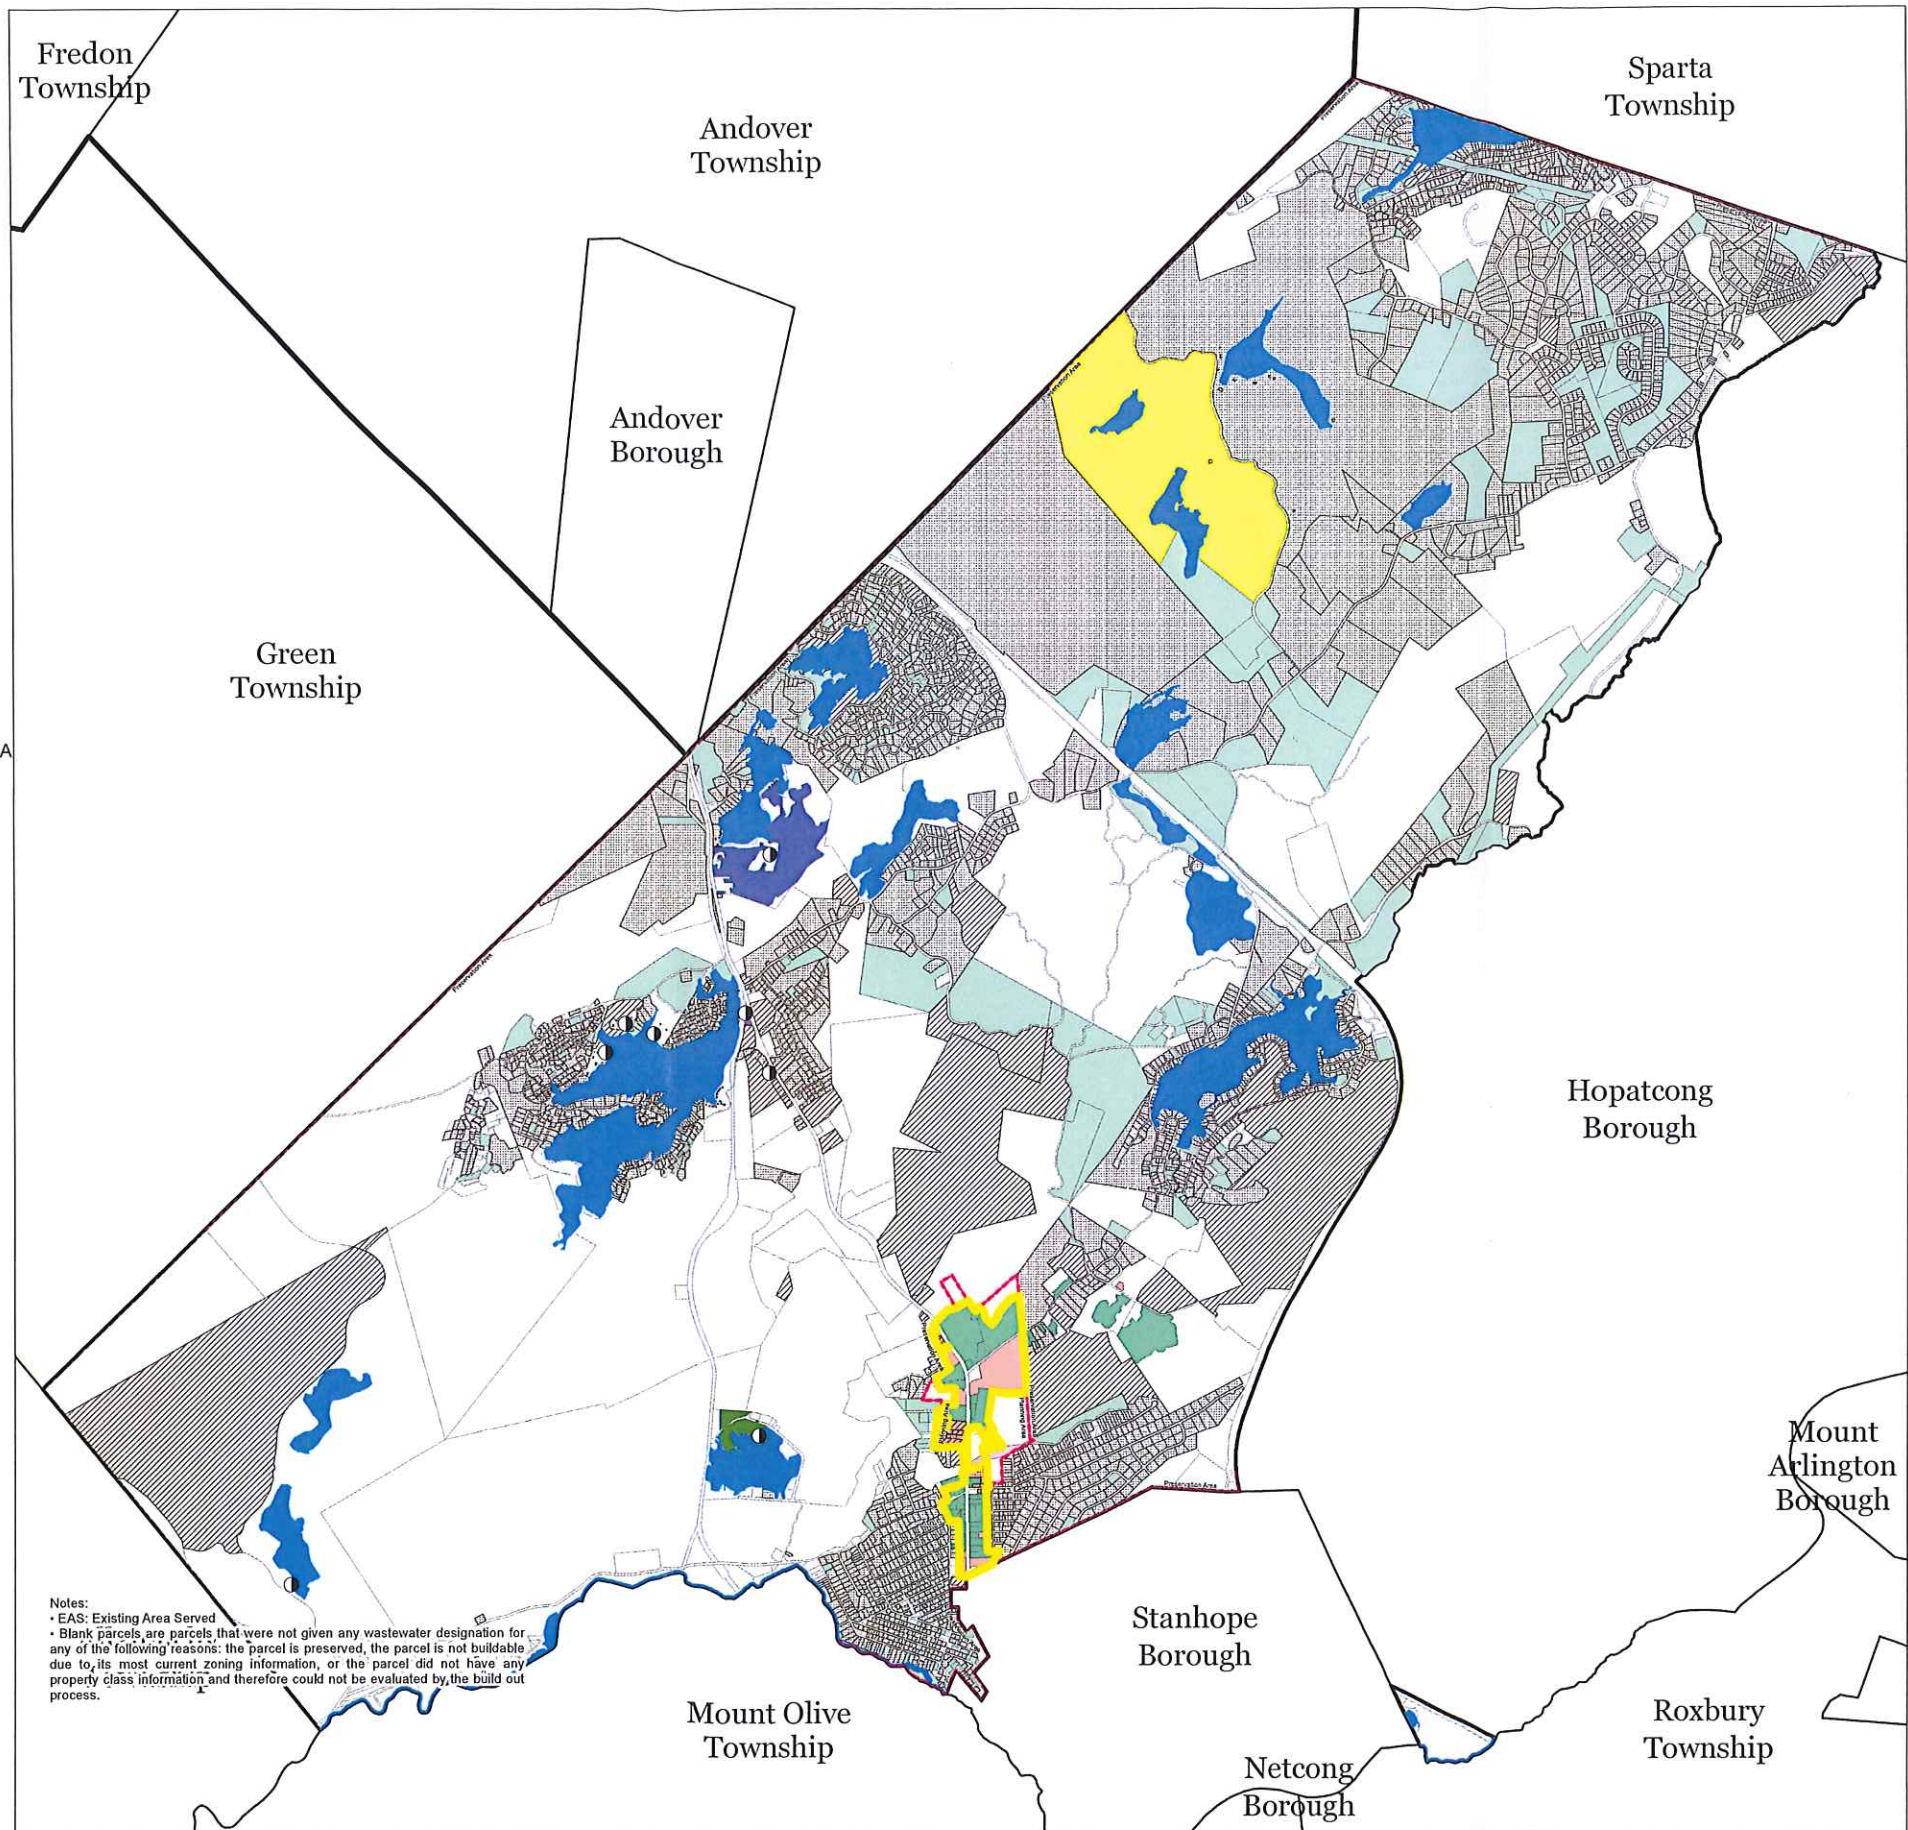 Fredon
Township
Sparta
Township
Andover
Township
Preservation Area
Andover
Borough
Preservation Area
Green
Township
A
Preservation Area
Hopatcong
Borough
Mount
Arlington
Borough
Planning Area
Preservation Area
Notes:
• EAS: Existing Area Served
• Blank parcels are parcels that were not given any wastewater designation for
any of the following reasons: the parcel is preserved, the parcel is not buildable
due to its most current zoning information, or the parcel did not have any
property class information and therefore could not be evaluated by the build out
process.
Stanhope
Borough
Mount Olive
Township
Roxbury
Township
Netcong
Borough